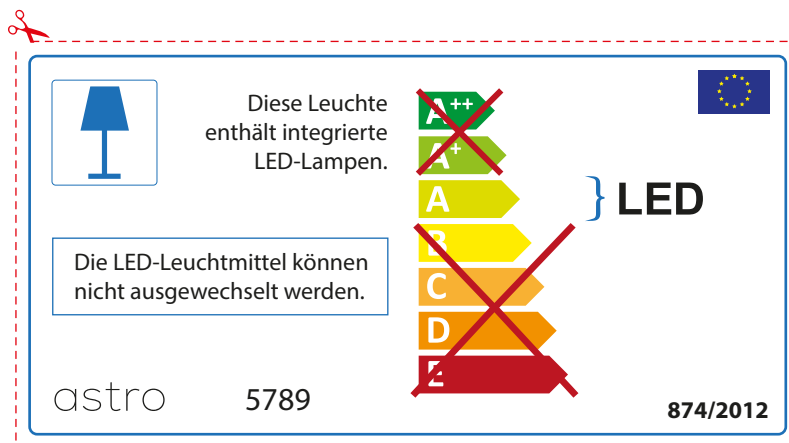 Diese Leuchte
enthält integrierte
LED-Lampen.
A++
A+
A
B
C
D
E
LED
Die LED-Leuchtmittel können
nicht ausgewechselt werden.
astro
5789
874/2012